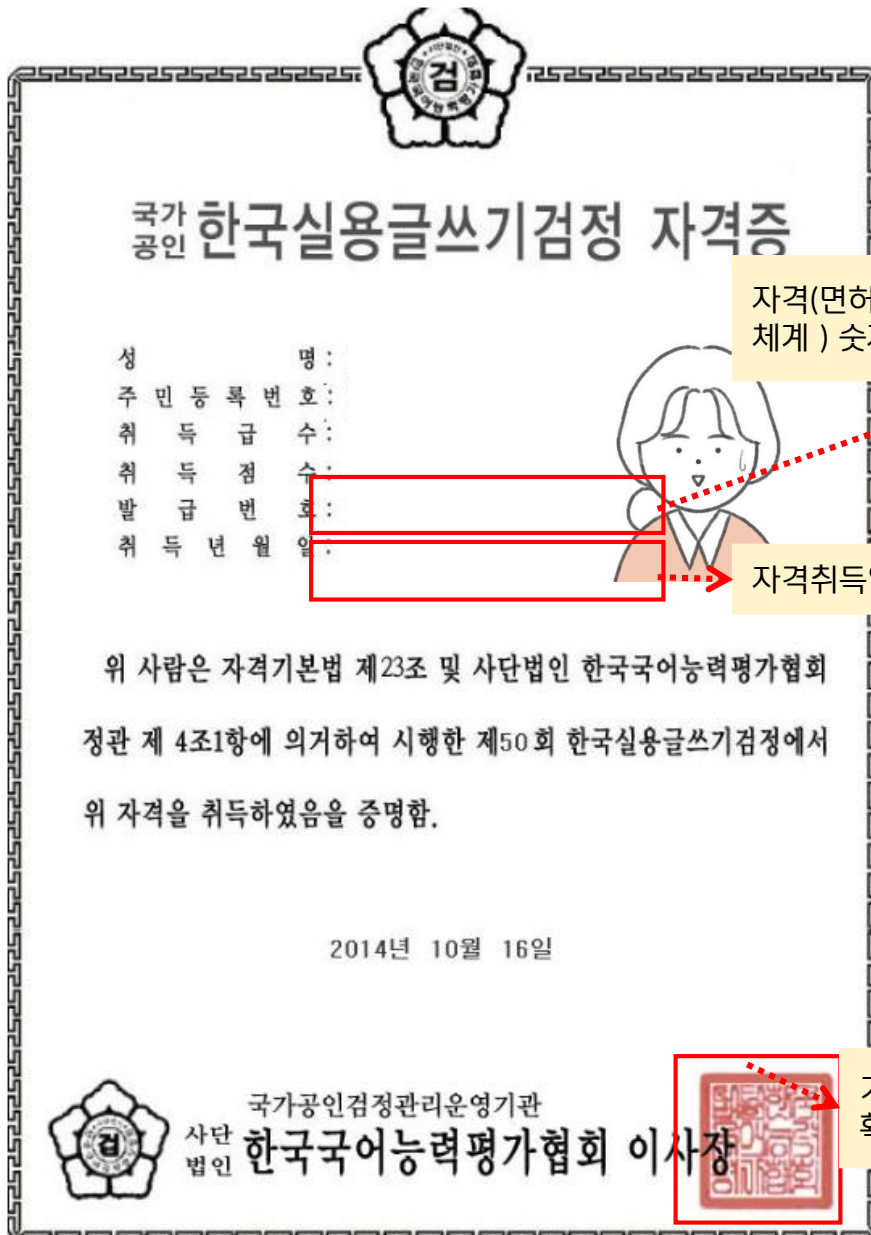 검
국가
공인 한국실용글쓰기검정 자격증
자격(면허
체계 ) 숫
성 명 :
주 민 등 록 번 호 :
취 득 급 수 :
취 득 점 수 :
발 급 번 호 :
취 득 년 월 일 :
자격취득
위 사람은 자격기본법 제23조 및 사단법인 한국국어능력평가협회
정관 제 4조1항에 의거하여 시행한 제50회 한국실용글쓰기검정에서
위 자격을 취득하였음을 증명함.
2014년 10월 16일
국가공인검정관리운영기관
검
사단
법인 한국국어능력평가협회 이사장